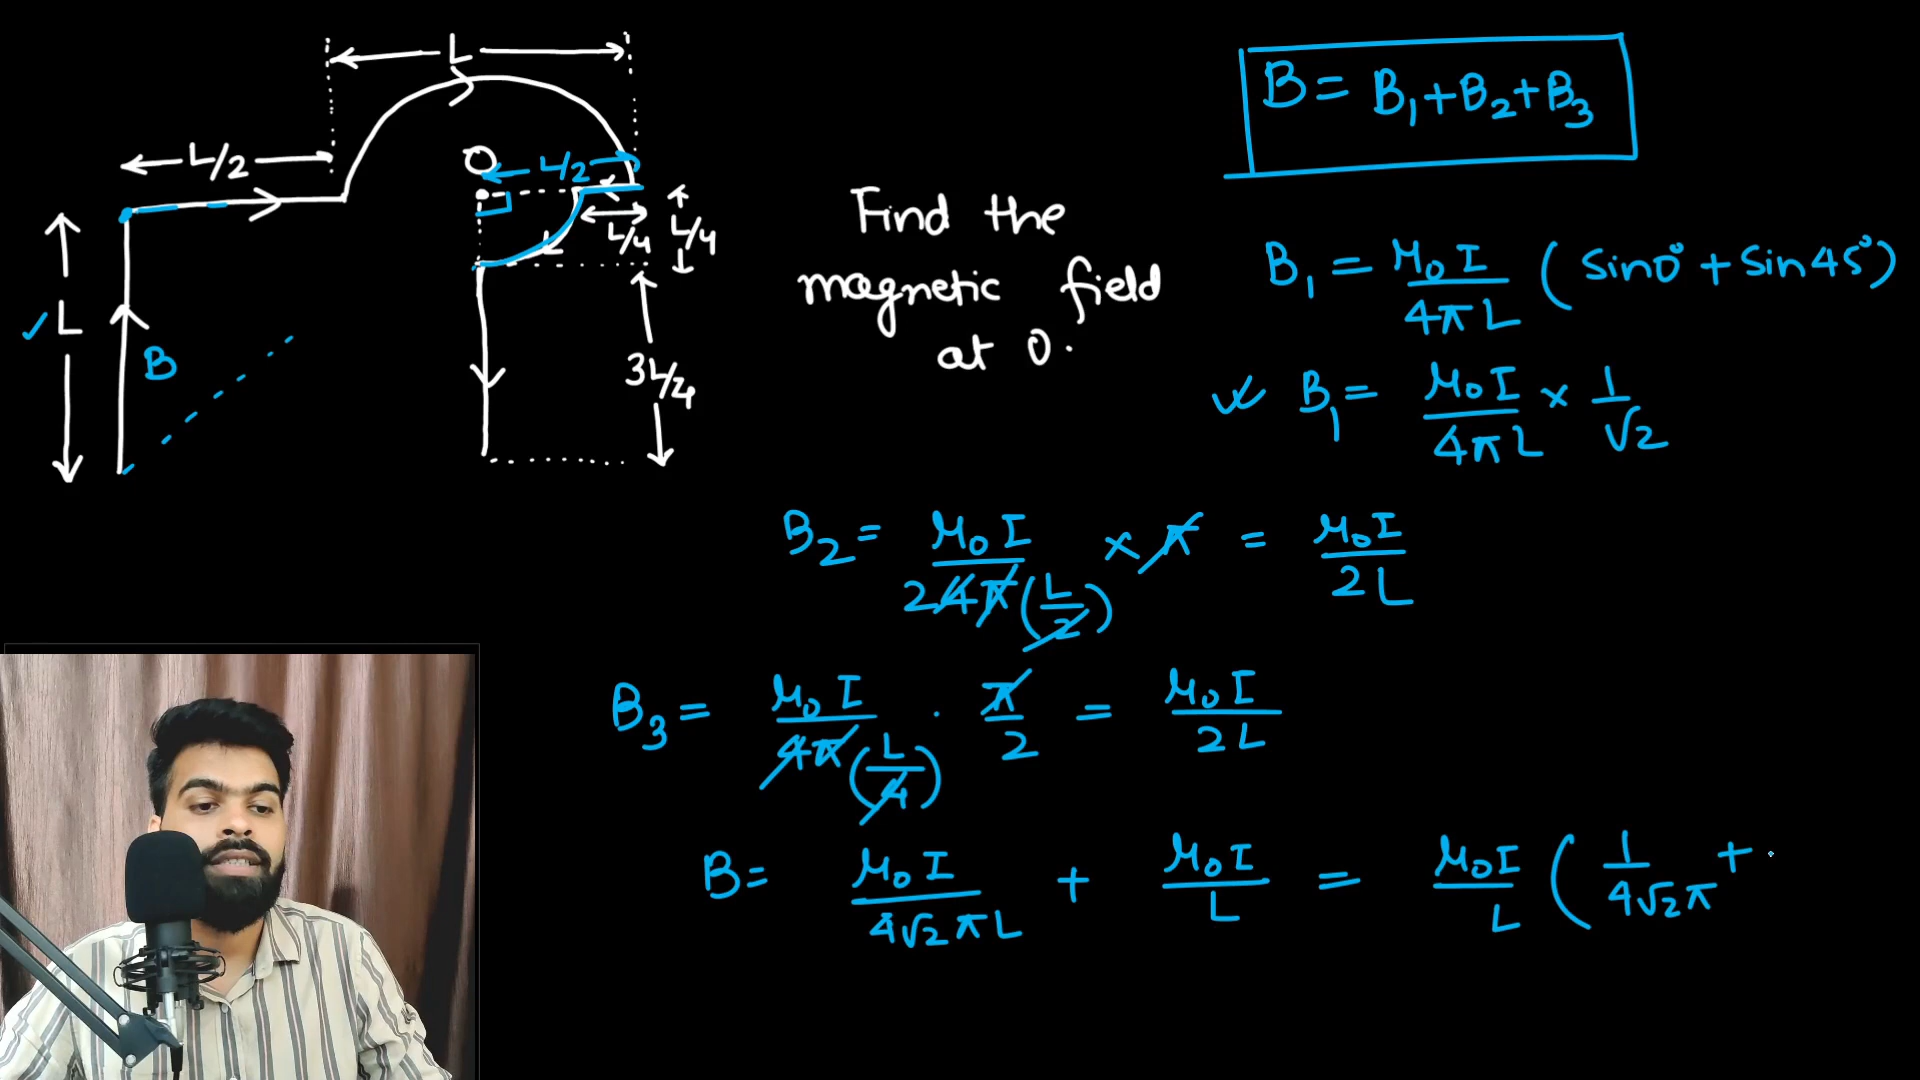 L
L/2
O
L/2
L/4
L/4
L
B
3L/4
Find the
magnetic field
at O.
B = B₁+B₂+B₃
B₁ = μ₀I/4πL (sin0° + sin45°)
B₁ = μ₀I/4πL × 1/√2
B₂ = μ₀I/2 4π(L/2) × π = μ₀I/2L
B₃ = μ₀I/4π(L/4) · π/2 = μ₀I/2L
B = μ₀I/4√2πL + μ₀I/L = μ₀I/L (1/4√2π +